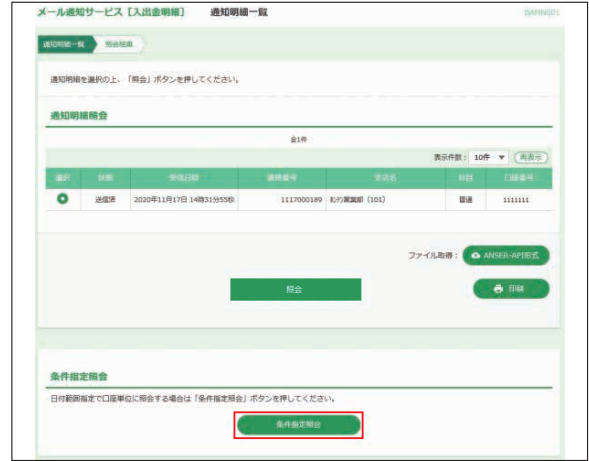 メール通知サービス【入出金明細】 通知明細一覧
通知明細一覧 照会結果
通知明細を選択の上、「照会」ボタンを押してください。
通知明細照会
全1件
表示件数： 10件 再表示
選択 状態 受信日時 通番番号 支店名 科目 口座番号
送信済 2020年11月17日 14時31分55秒 1117000189 (101) 普通 1111111
ファイル取得： ANSER-API形式
照会 印刷
条件指定照会
日付範囲指定で口座単位に照会する場合は「条件指定照会」ボタンを押してください。
条件指定照会